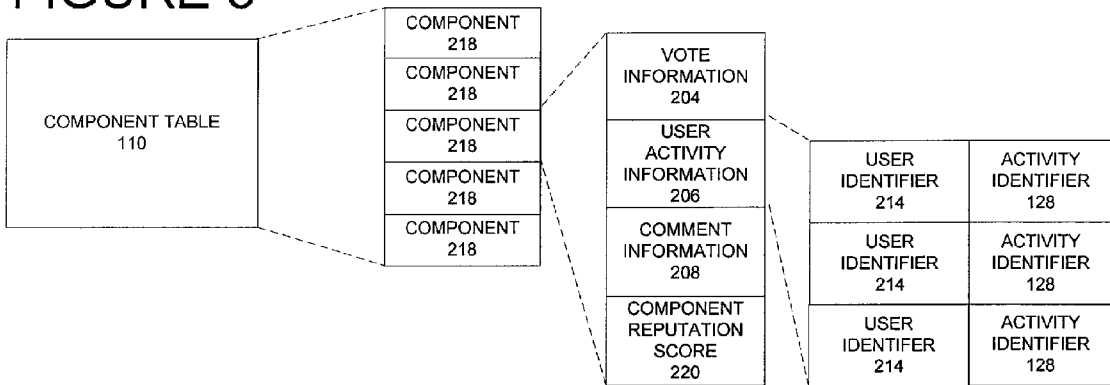 COMPONENT TABLE
110
COMPONENT
218
COMPONENT
218
COMPONENT
218
COMPONENT
218
COMPONENT
218
VOTE
INFORMATION
204
USER
ACTIVITY
INFORMATION
206
COMMENT
INFORMATION
208
COMPONENT
REPUTATION
SCORE
220
USER
IDENTIFIER
214
ACTIVITY
IDENTIFIER
128
USER
IDENTIFIER
214
ACTIVITY
IDENTIFIER
128
USER
IDENTIFER
214
ACTIVITY
IDENTIFIER
128